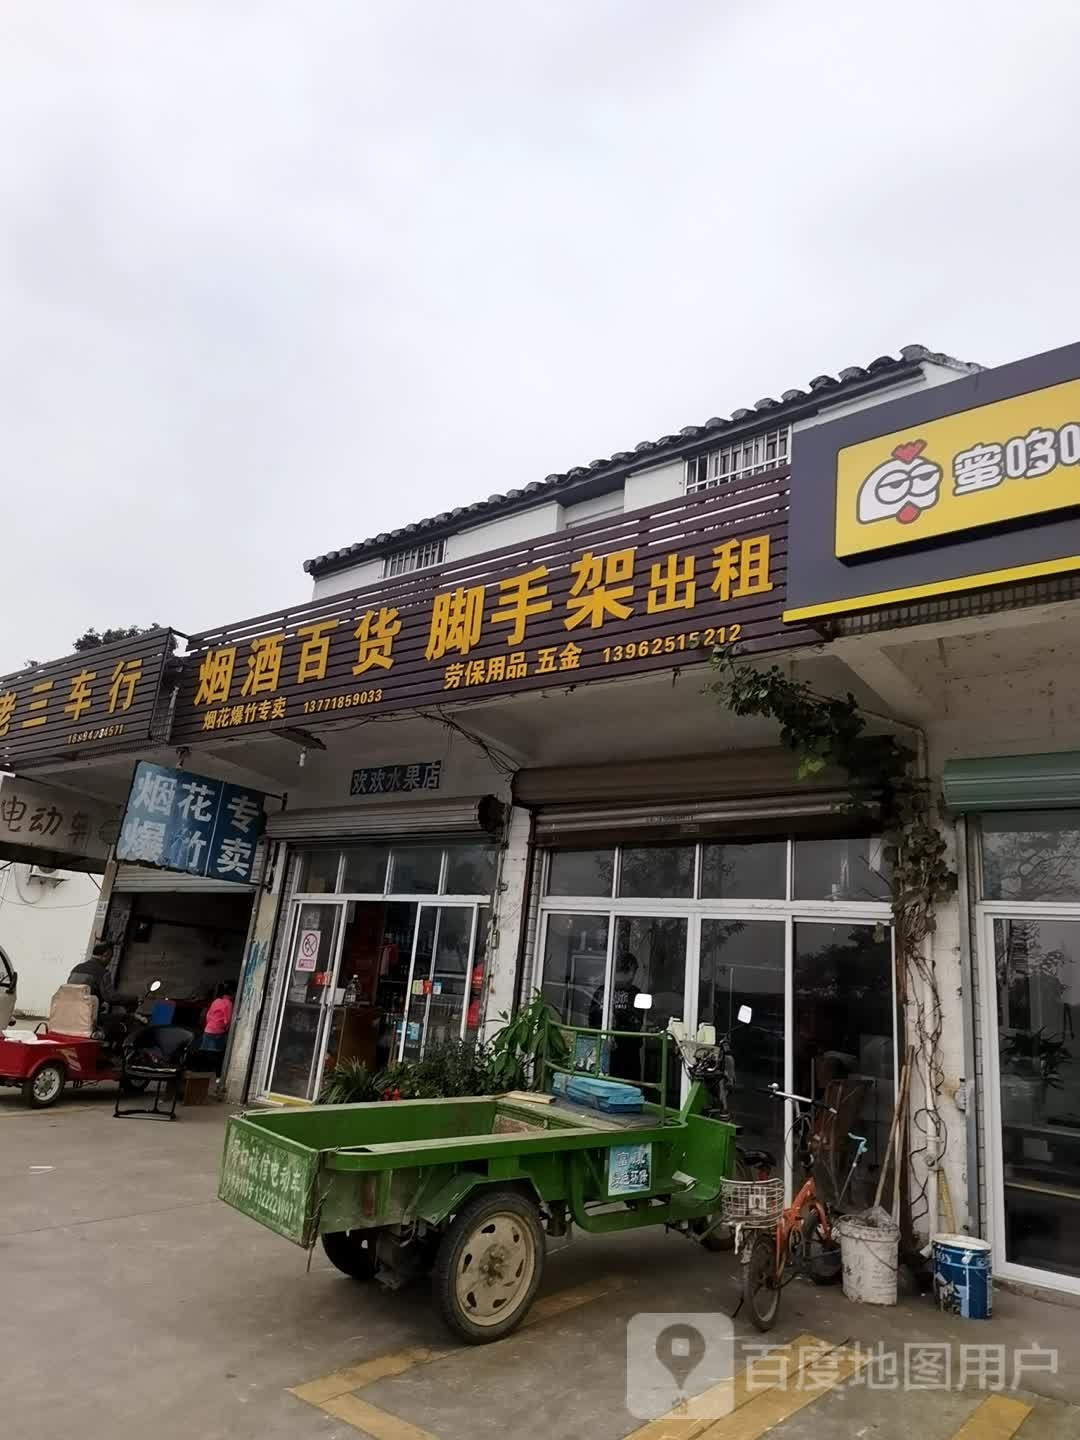 老三车行
烟酒百货 脚手架出租
烟花爆竹专卖 13771859033
劳保用品 五金 13962515212
蜜哆
欢欢水果店
烟花专
爆竹卖
电动车
百度地图用户